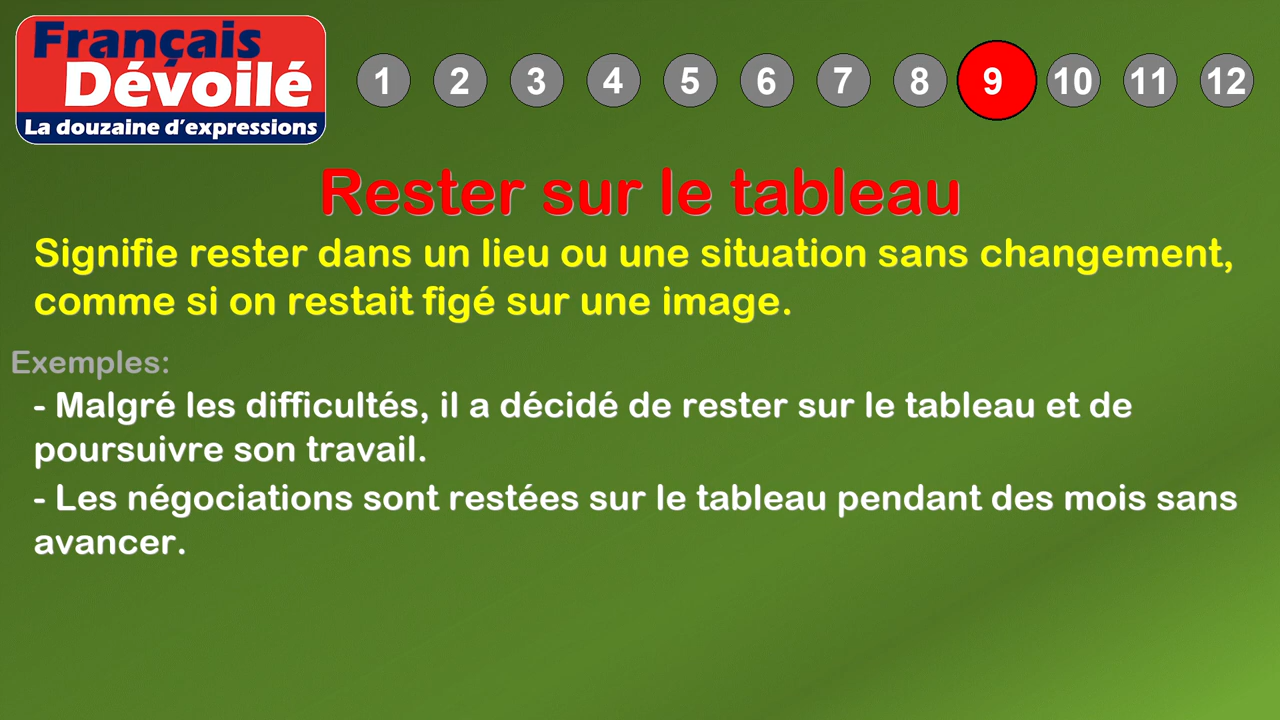 Français
Dévoilé
La douzaine d'expressions
1 2 3 4 5 6 7 8 9 10 11 12
Rester sur le tableau
Signifie rester dans un lieu ou une situation sans changement,
comme si on restait figé sur une image.
Exemples:
- Malgré les difficultés, il a décidé de rester sur le tableau et de
poursuivre son travail.
- Les négociations sont restées sur le tableau pendant des mois sans
avancer.